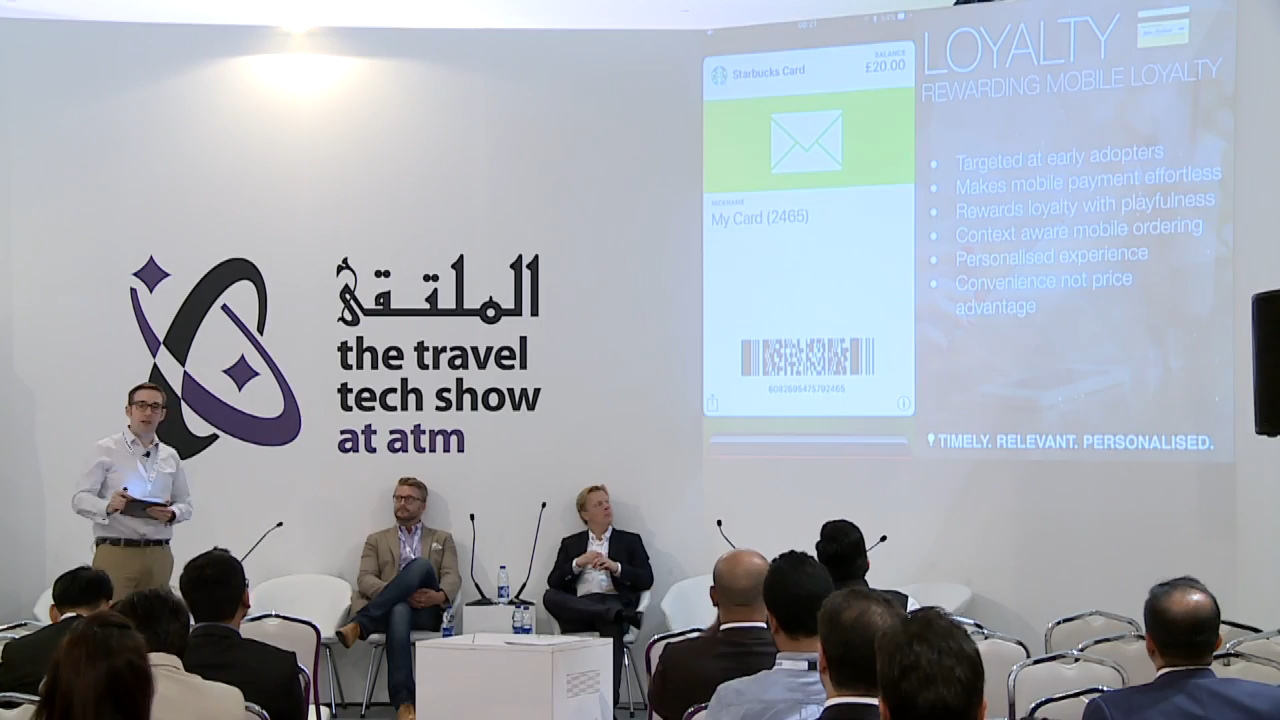 الملتقى
the travel
tech show
at atm
Starbucks Card
BALANCE
£20.00
NICKNAME
My Card (2465)
6082695475792465
LOYALTY
REWARDING MOBILE LOYALTY
• Targeted at early adopters
• Makes mobile payment effortless
• Rewards loyalty with playfulness
• Context aware mobile ordering
• Personalised experience
• Convenience not price
advantage
TIMELY. RELEVANT. PERSONALISED.